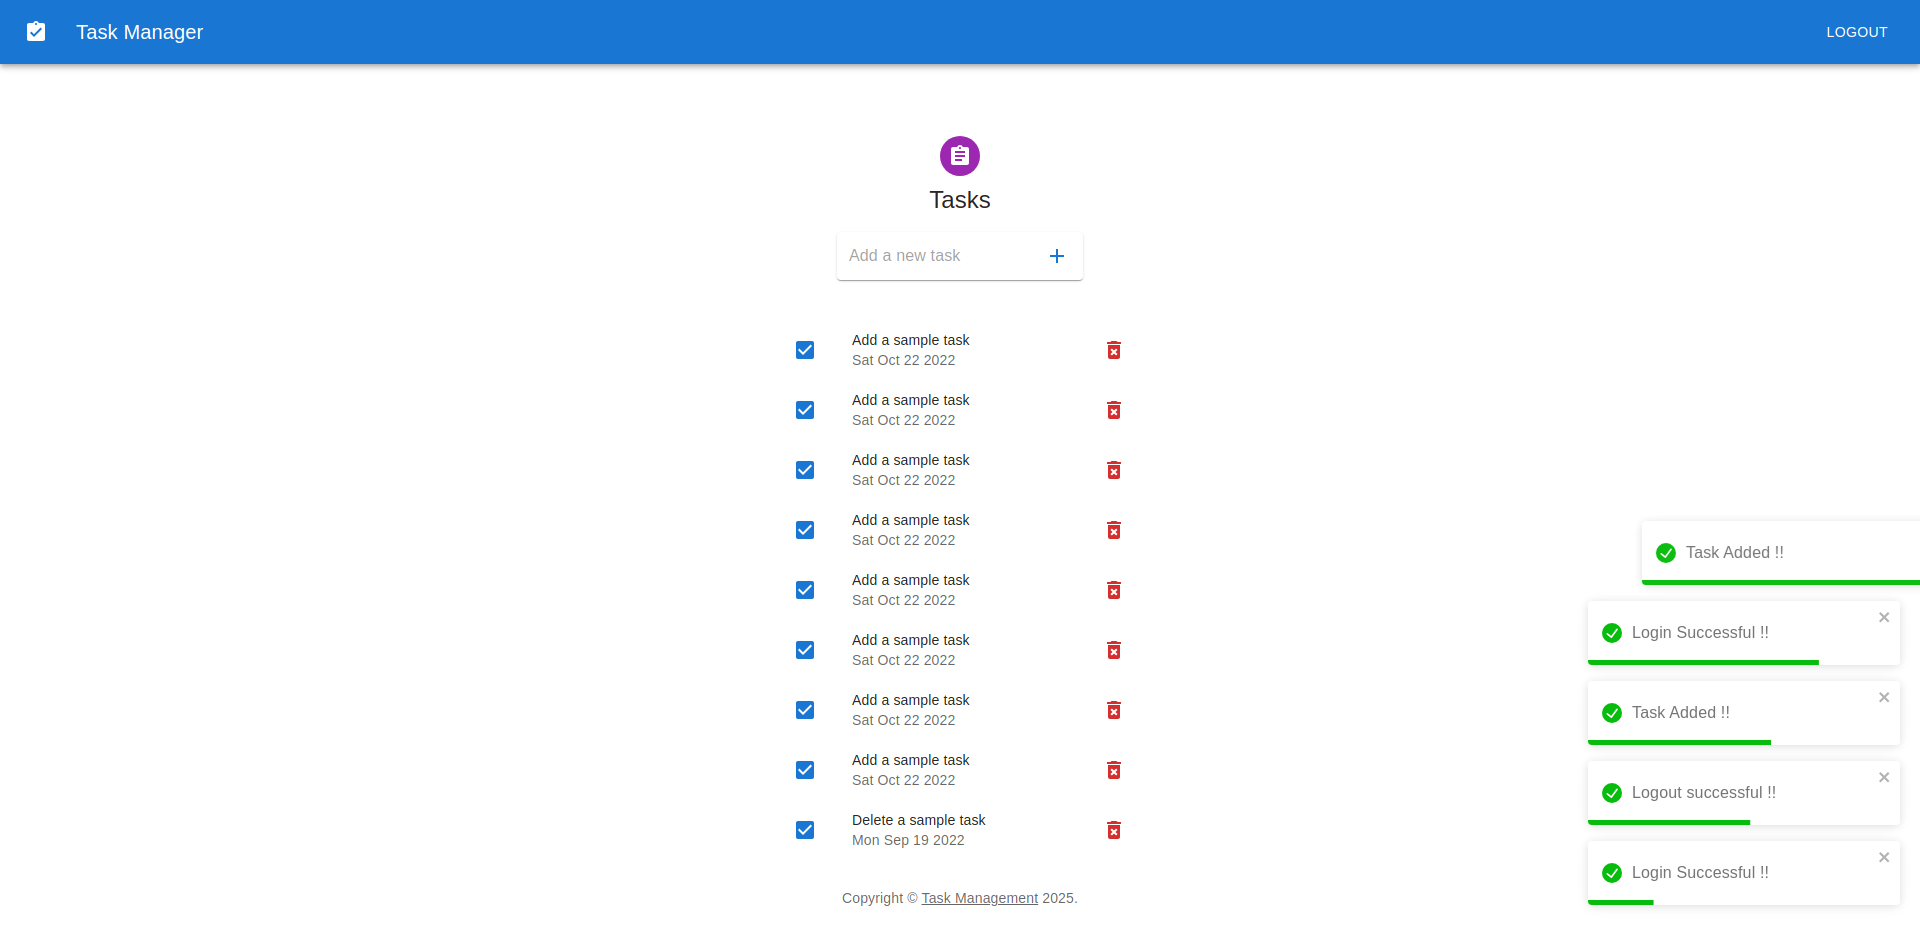 Task Manager
LOGOUT
Tasks
Add a new task
Add a sample task
Sat Oct 22 2022
Add a sample task
Sat Oct 22 2022
Add a sample task
Sat Oct 22 2022
Add a sample task
Sat Oct 22 2022
Add a sample task
Sat Oct 22 2022
Add a sample task
Sat Oct 22 2022
Add a sample task
Sat Oct 22 2022
Add a sample task
Sat Oct 22 2022
Delete a sample task
Mon Sep 19 2022
Copyright © Task Management 2025.
Task Added !!
Login Successful !!
Task Added !!
Logout successful !!
Login Successful !!